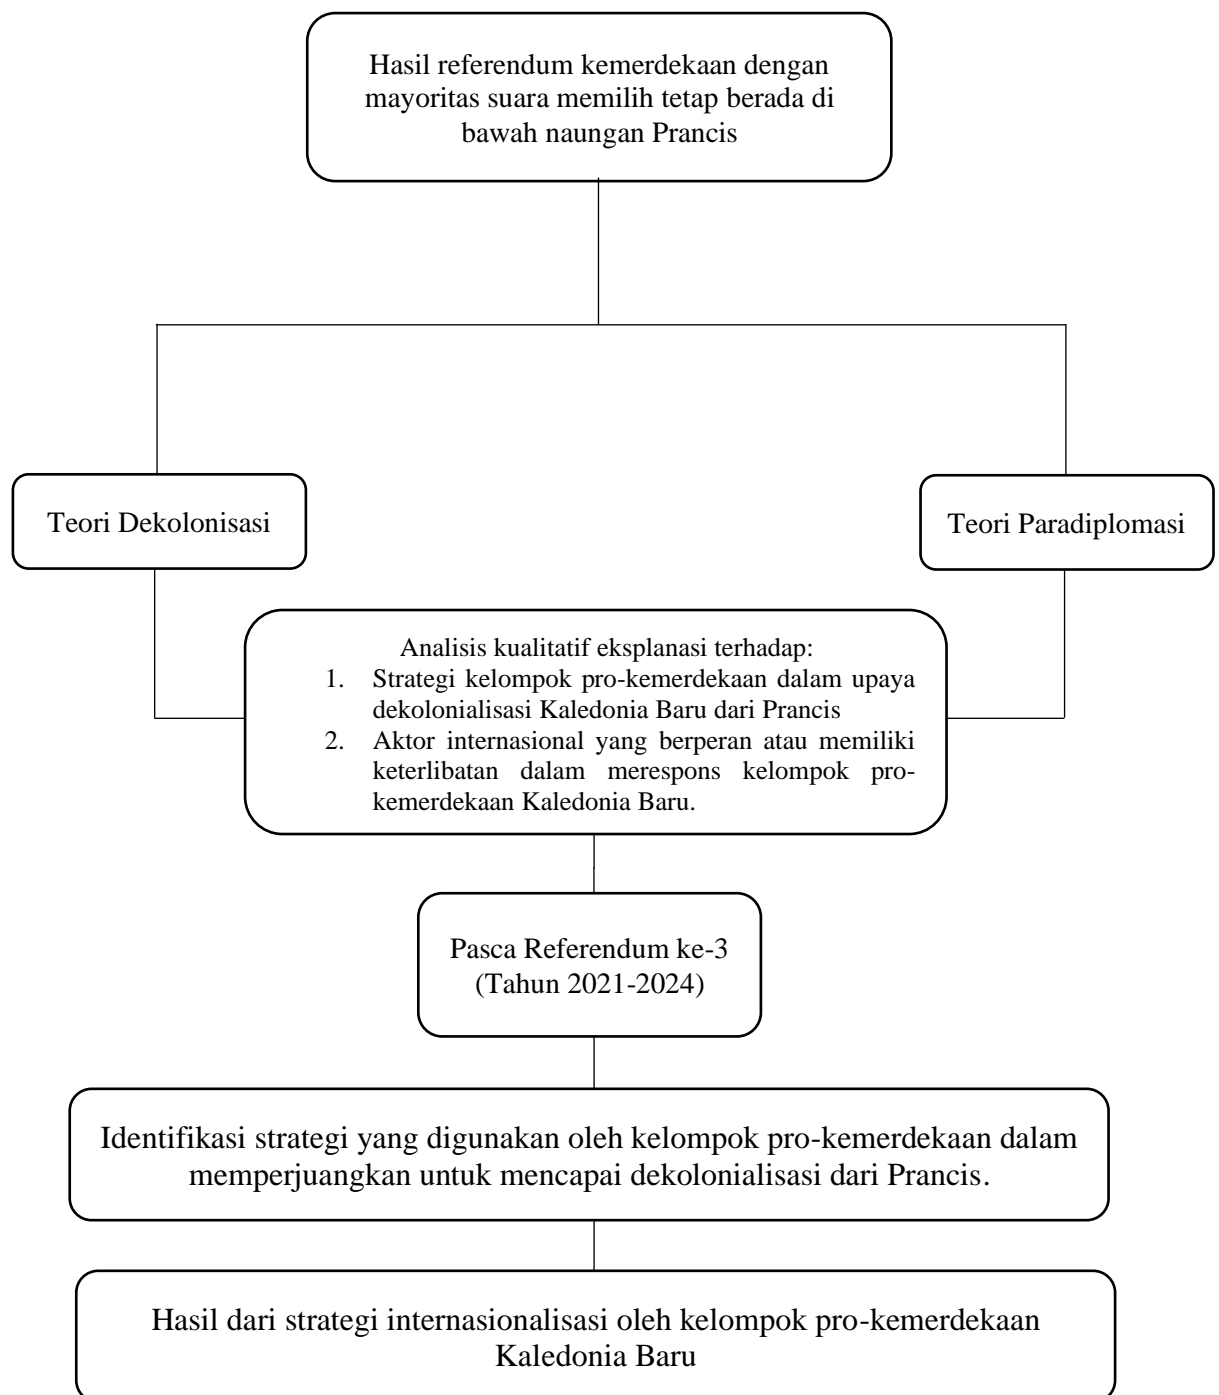 Hasil referendum kemerdekaan dengan
mayoritas suara memilih tetap berada di
bawah naungan Prancis
Teori Dekolonisasi
Teori Paradiplomasi
Analisis kualitatif eksplanasi terhadap:
1. Strategi kelompok pro-kemerdekaan dalam upaya
dekolonialisasi Kaledonia Baru dari Prancis
2. Aktor internasional yang berperan atau memiliki
keterlibatan dalam merespons kelompok pro-
kemerdekaan Kaledonia Baru.
Pasca Referendum ke-3
(Tahun 2021-2024)
Identifikasi strategi yang digunakan oleh kelompok pro-kemerdekaan dalam
memperjuangkan untuk mencapai dekolonialisasi dari Prancis.
Hasil dari strategi internasionalisasi oleh kelompok pro-kemerdekaan
Kaledonia Baru